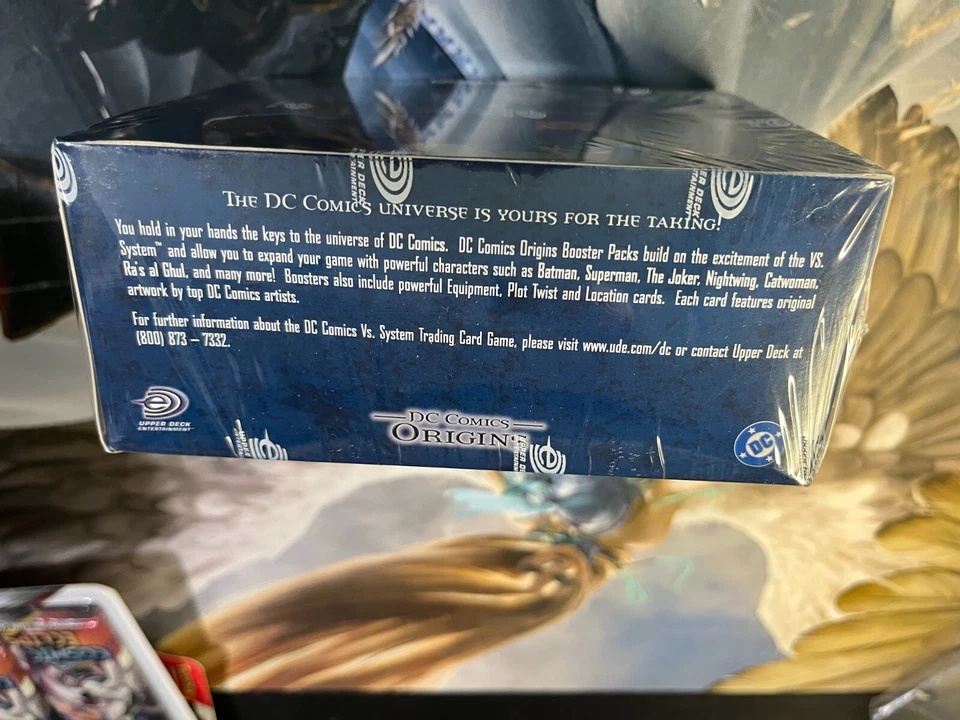 THE DC COMICS UNIVERSE IS YOURS FOR THE TAKING!
You hold in your hands the keys to the universe of DC Comics. DC Comics Origins Booster Packs build on the excitement of the VS.
System™ and allow you to expand your game with powerful characters such as Batman, Superman, The Joker, Nightwing, Catwoman,
Ra's al Ghul, and many more! Boosters also include powerful Equipment, Plot Twist and Location cards. Each card features original
artwork by top DC Comics artists.
For further information about the DC Comics Vs. System Trading Card Game, please visit www.ude.com/dc or contact Upper Deck at
(800) 873 – 7332.
UPPER DECK
ENTERTAINMENT™
DC COMICS
ORIGINS
DC